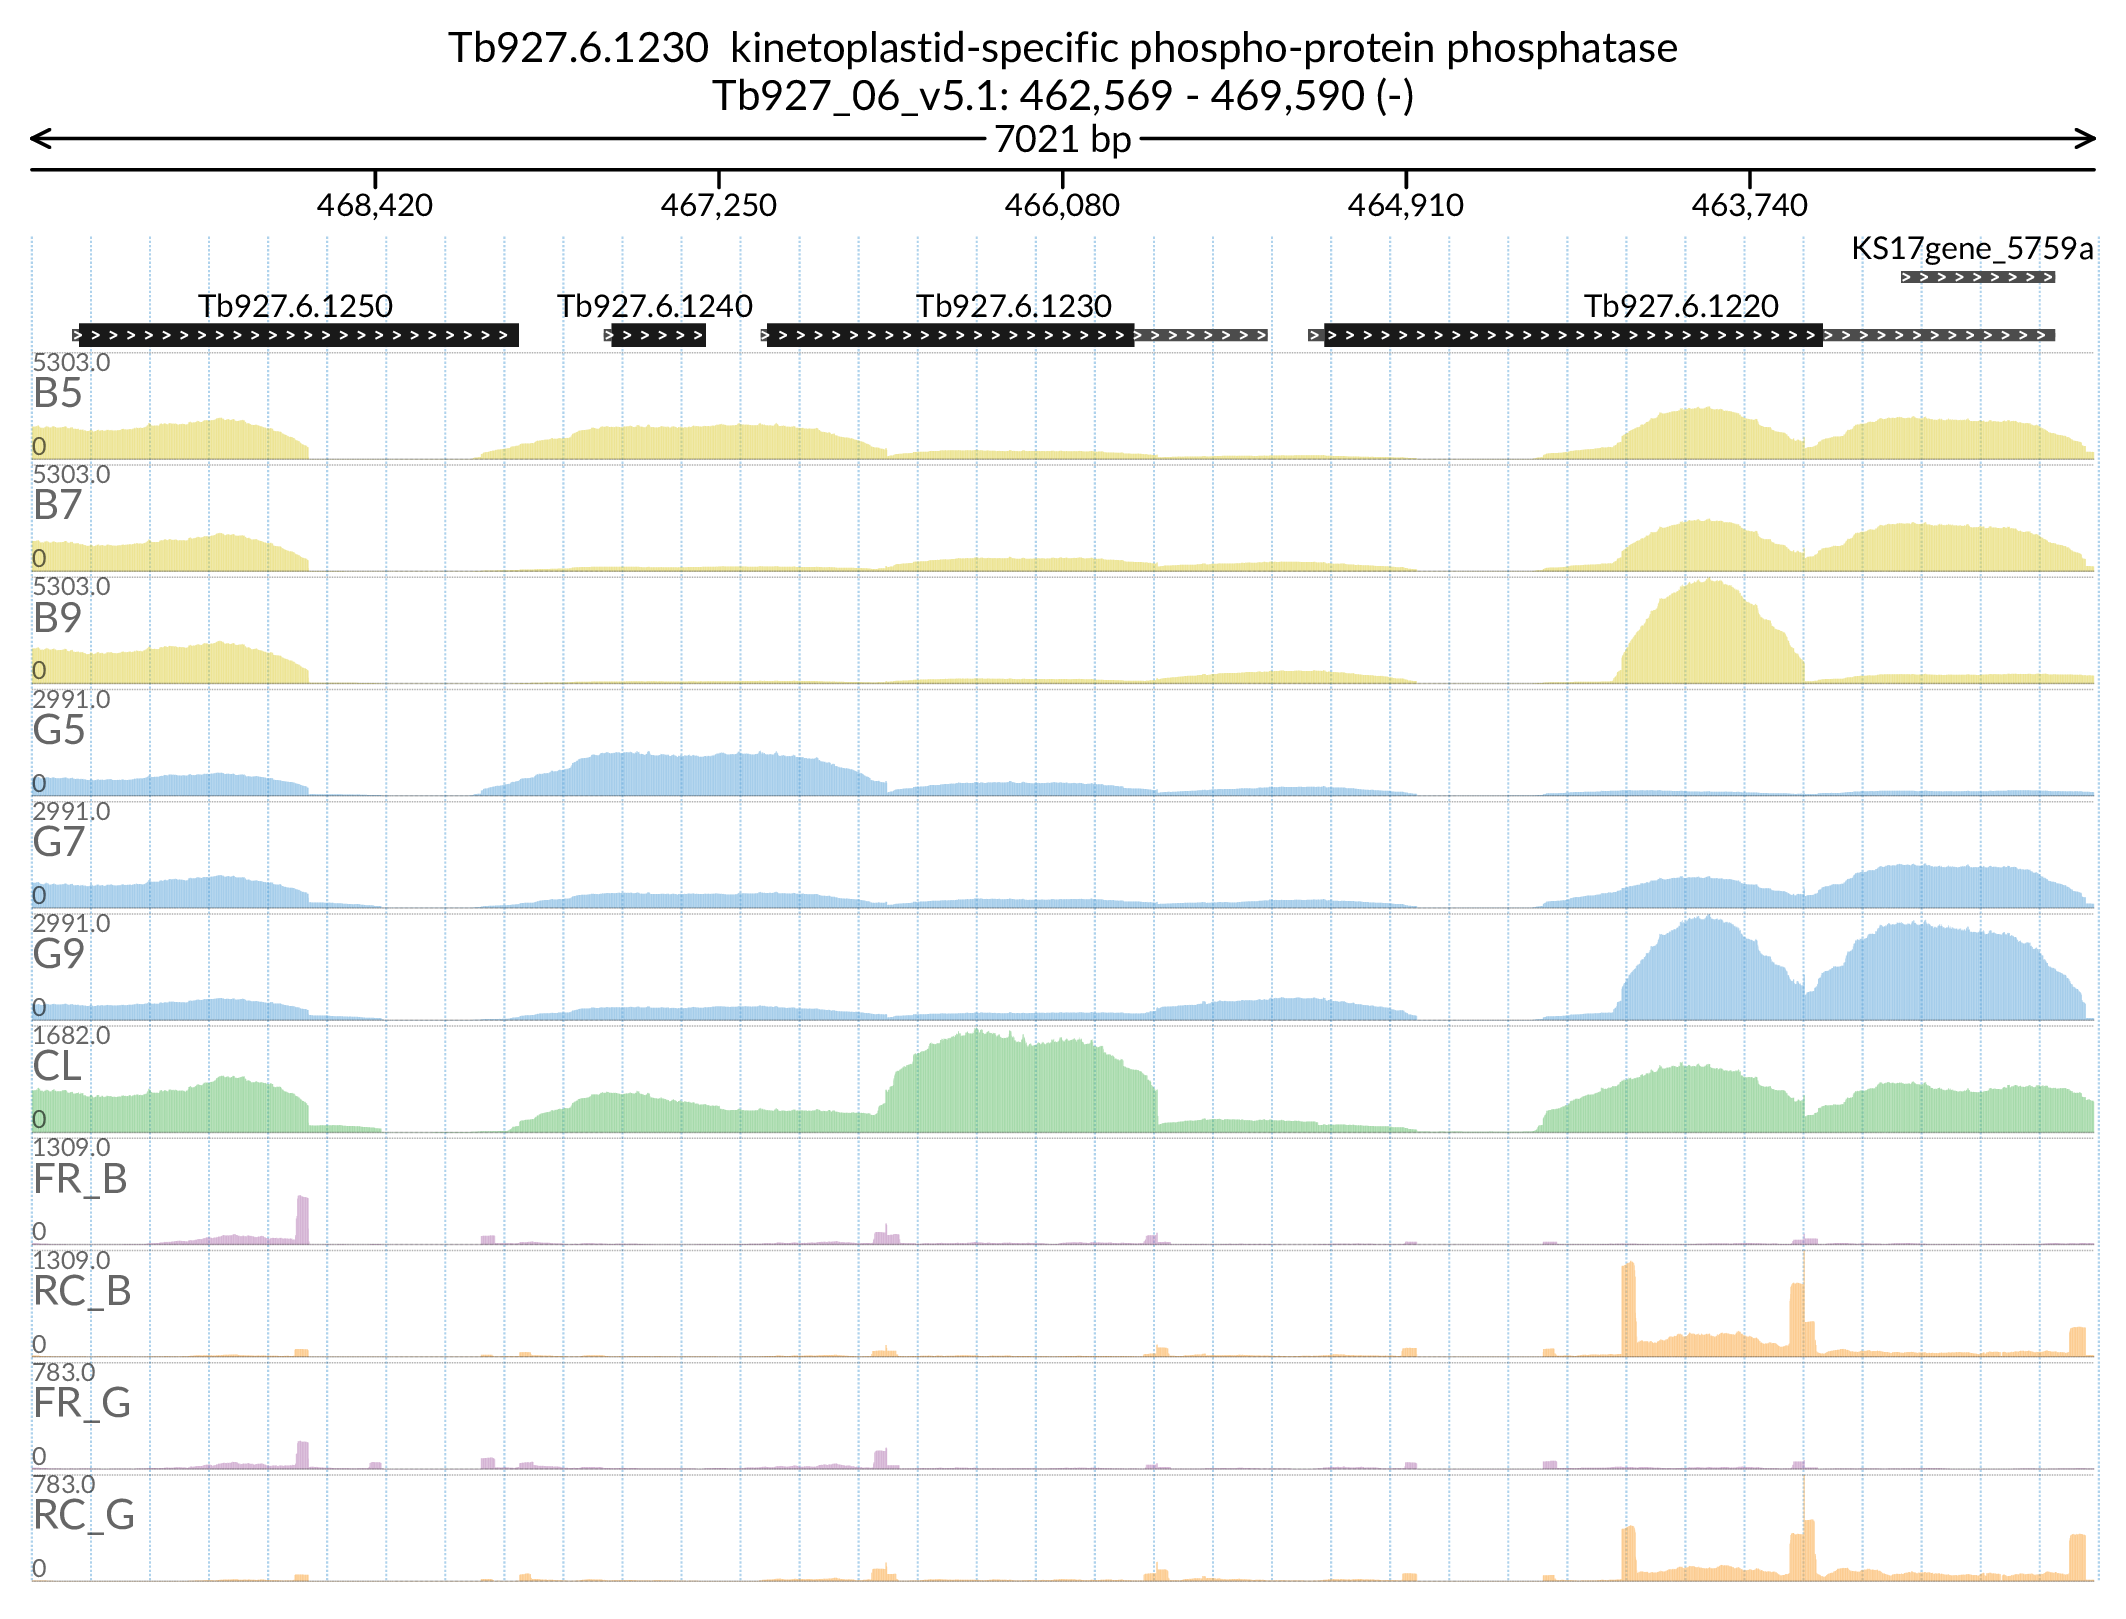 Tb927.6.1230  kinetoplastid-specific phospho-protein phosphatase
Tb927_06_v5.1: 462,569 - 469,590 (-)
7021 bp
468,420 467,250 466,080 464,910 463,740
KS17gene_5759a
Tb927.6.1250 Tb927.6.1240 Tb927.6.1230 Tb927.6.1220
5303.0
B5
0
5303.0
B7
0
5303.0
B9
0
2991.0
G5
0
2991.0
G7
0
2991.0
G9
0
1682.0
CL
0
1309.0
FR_B
0
1309.0
RC_B
0
783.0
FR_G
0
783.0
RC_G
0